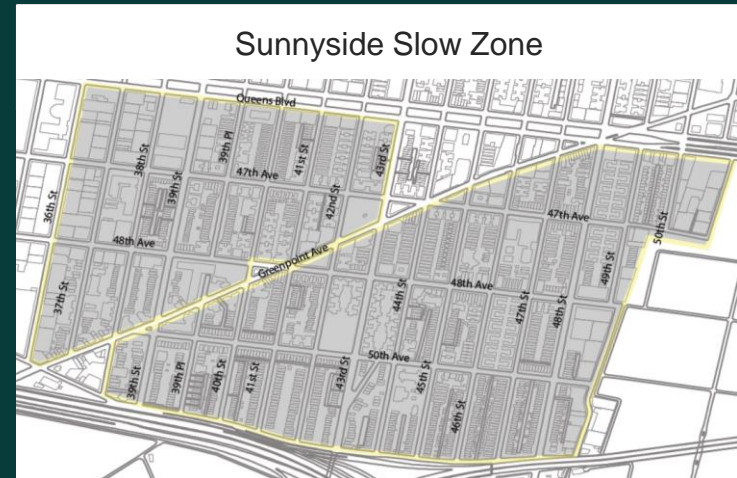 Sunnyside Slow Zone
Queens Blvd
38th St
39th Pl
41st St
43rd St
39th St
47th Ave
42nd St
36th St
47th Ave
50th St
48th Ave
Greenpoint Ave
49th St
37th St
44th St
48th Ave
47th St
48th St
50th Ave
39th St
39th Pl
40th St
41st St
43rd St
45th St
46th St